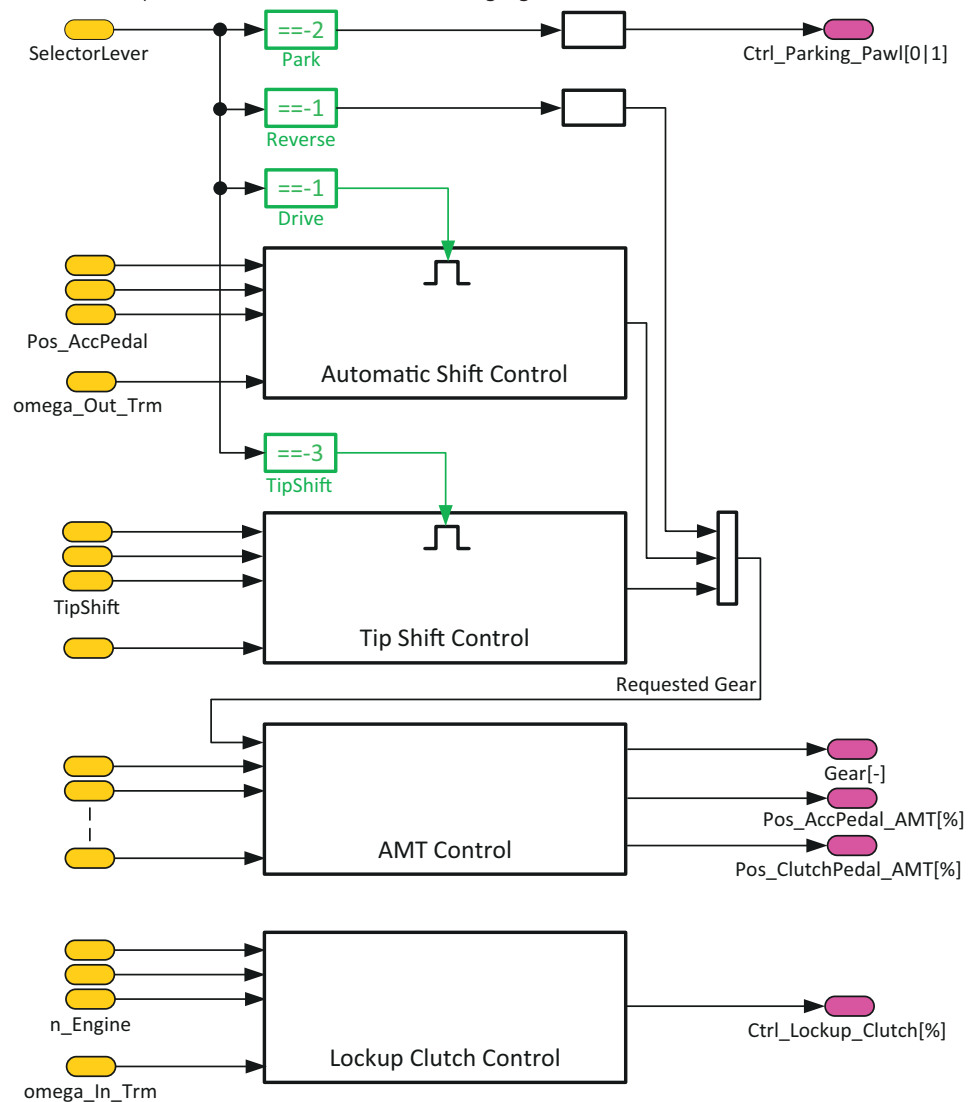 SelectorLever
==-2
Park
Ctrl_Parking_Pawl[0|1]
==-1
Reverse
==-1
Drive
Pos_AccPedal
Automatic Shift Control
omega_Out_Trm
==-3
TipShift
TipShift
Tip Shift Control
Requested Gear
Gear[-]
Pos_AccPedal_AMT[%]
AMT Control
Pos_ClutchPedal_AMT[%]
n_Engine
Ctrl_Lockup_Clutch[%]
Lockup Clutch Control
omega_In_Trm